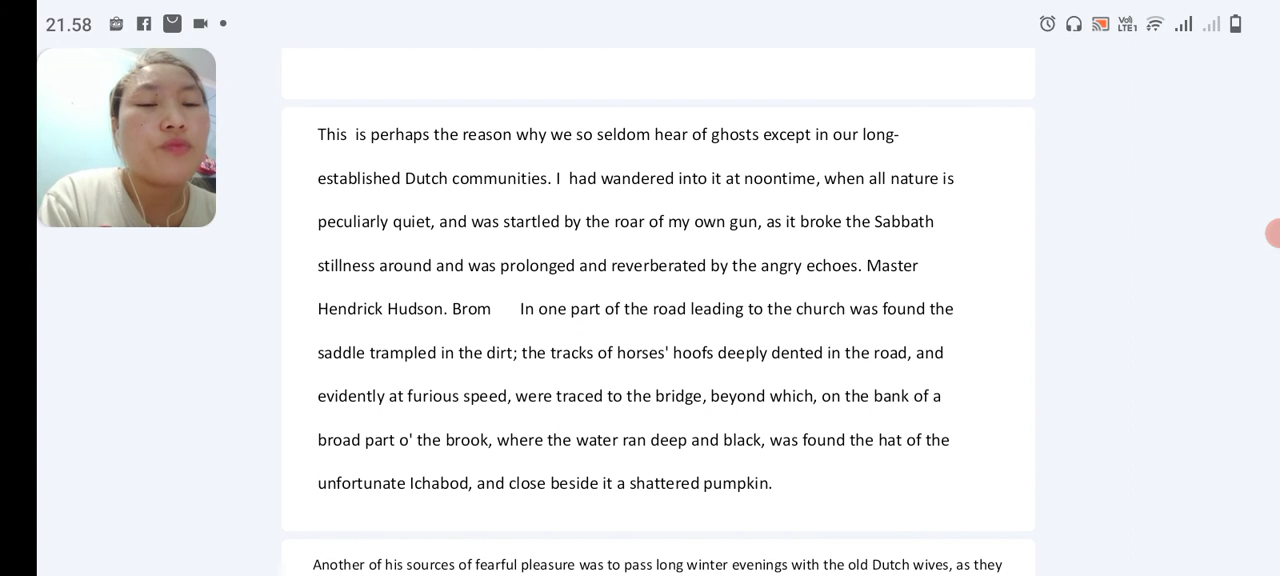 21.58
Vo))
LTE1
This  is perhaps the reason why we so seldom hear of ghosts except in our long-
established Dutch communities. I  had wandered into it at noontime, when all nature is
peculiarly quiet, and was startled by the roar of my own gun, as it broke the Sabbath
stillness around and was prolonged and reverberated by the angry echoes. Master
Hendrick Hudson. Brom      In one part of the road leading to the church was found the
saddle trampled in the dirt; the tracks of horses' hoofs deeply dented in the road, and
evidently at furious speed, were traced to the bridge, beyond which, on the bank of a
broad part o' the brook, where the water ran deep and black, was found the hat of the
unfortunate Ichabod, and close beside it a shattered pumpkin.
Another of his sources of fearful pleasure was to pass long winter evenings with the old Dutch wives, as they